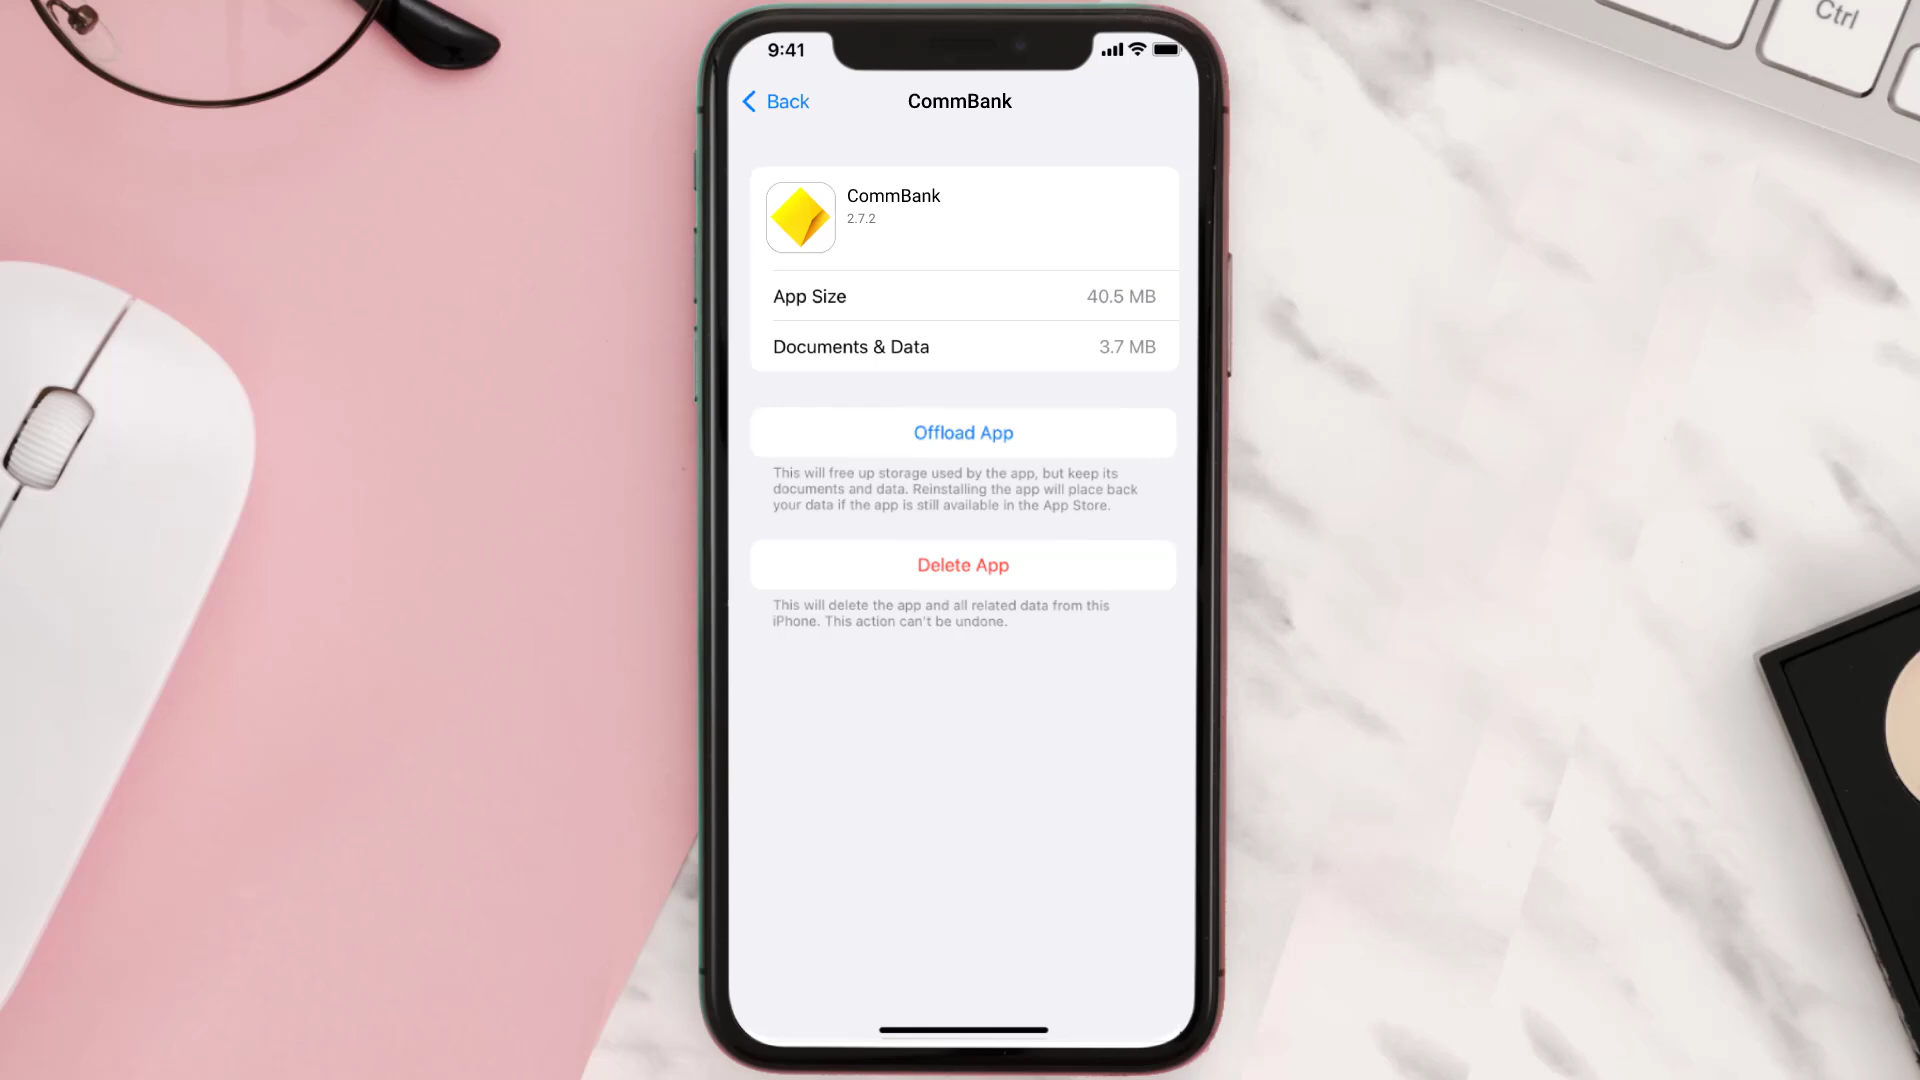 Ctrl
9:41
Back
CommBank
CommBank
2.7.2
App Size
40.5 MB
Documents & Data
3.7 MB
Offload App
This will free up storage used by the app, but keep its
documents and data. Reinstalling the app will place back
your data if the app is still available in the App Store.
Delete App
This will delete the app and all related data from this
iPhone. This action can't be undone.